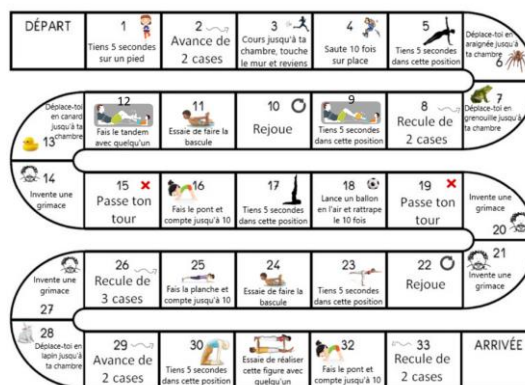 DÉPART
1
Tiens 5 secondes
sur un pied
2
Avance de
2 cases
3
Cours jusqu'à ta
chambre, touche
le mur et reviens
4
Saute 10 fois
sur place
5
Tiens 5 secondes
dans cette position
Déplace-toi en
araignée jusqu'à
ta chambre
6
7
Déplace-toi en
grenouille jusqu'à
ta chambre
8
Recule de
2 cases
9
Tiens 5 secondes
dans cette position
10
Rejoue
11
Essaie de faire la
bascule
12
Fais le tandem
avec quelqu'un
Déplace-toi
en canard
jusqu'à ta
chambre
13
14
Invente une
grimace
15
Passe ton
tour
16
Fais le pont et
compte jusqu'à 10
17
Tiens 5 secondes
dans cette position
18
Lance un ballon
en l'air et rattrape
le 10 fois
19
Passe ton
tour
Invente une
grimace
20
21
Invente une
grimace
22
Rejoue
23
Tiens 5 secondes
dans cette position
24
Essaie de faire la
bascule
25
Fais la planche et
compte jusqu'à 10
26
Recule de
3 cases
Invente une
grimace
27
28
Déplace-toi en
lapin jusqu'à
ta chambre
29
Avance de
2 cases
30
Tiens 5 secondes
dans cette position
Essaie de réaliser
cette figure avec
quelqu'un
32
Fais le pont et
compte jusqu'à 10
33
Recule de
2 cases
ARRIVÉE